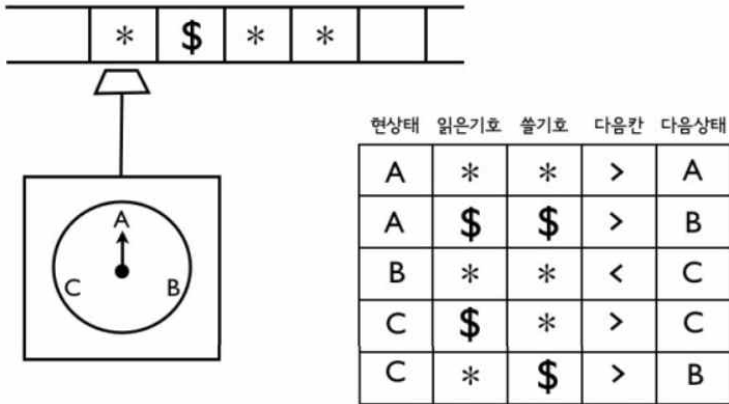 * $ * *
A
C B
현상태 읽은기호 쓸기호 다음칸 다음상태
A * * > A
A $ $ > B
B * * < C
C $ * > C
C * $ > B